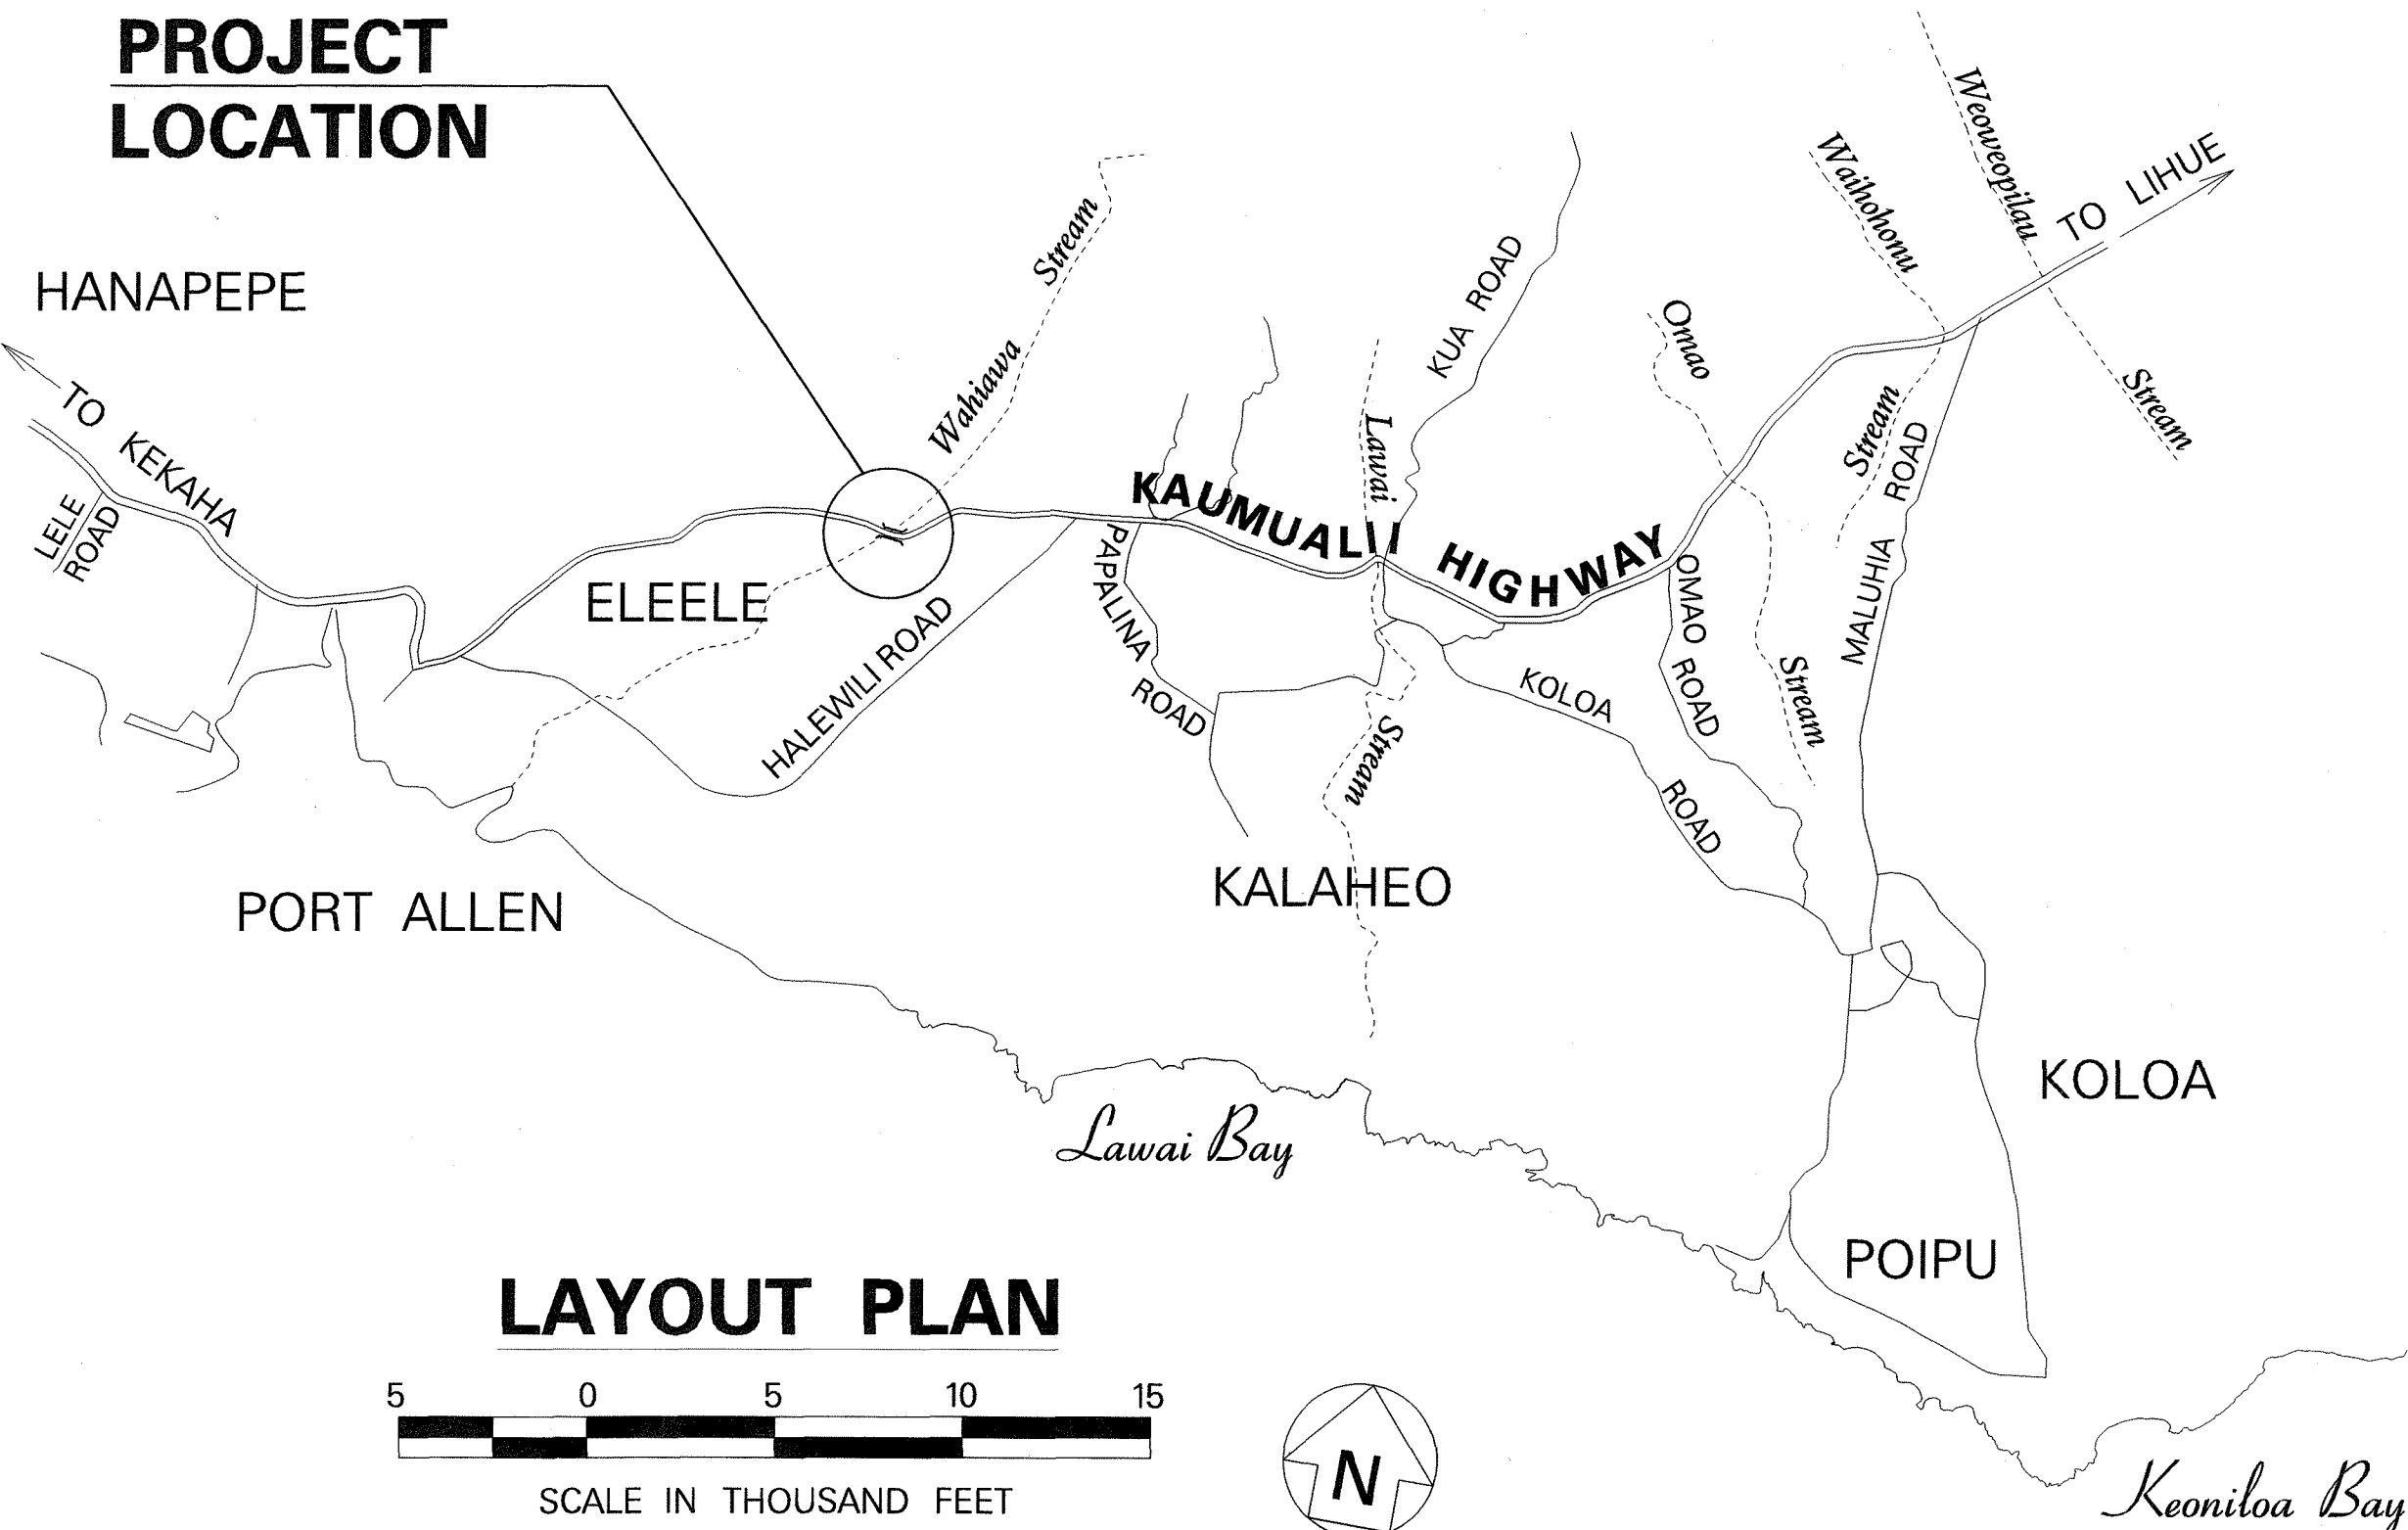 PROJECT
LOCATION
HANAPEPE
TO KEKAHA
LELE
ROAD
Wahiawa Stream
ELEELE
HALEWILI ROAD
PORT ALLEN
KAUMUALII HIGHWAY
PAPALINA
ROAD
Lawai
Stream
KUA ROAD
KALAHEO
Omao
Stream
OMAO ROAD
KOLOA
ROAD
Waihohonu
Stream
Weoweopilau
Stream
TO LIHUE
MALUHIA ROAD
KOLOA
POIPU
Lawai Bay
Keoniloa Bay
LAYOUT PLAN
5 0 5 10 15
SCALE IN THOUSAND FEET
N